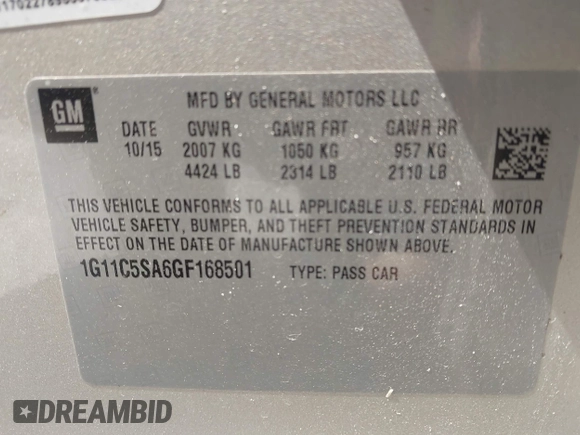 GM
MFD BY GENERAL MOTORS LLC
DATE GVWR GAWR FRT GAWR RR
10/15 2007 KG 1050 KG 957 KG
4424 LB 2314 LB 2110 LB
THIS VEHICLE CONFORMS TO ALL APPLICABLE U.S. FEDERAL MOTOR
VEHICLE SAFETY, BUMPER, AND THEFT PREVENTION STANDARDS IN
EFFECT ON THE DATE OF MANUFACTURE SHOWN ABOVE.
1G11C5SA6GF168501 TYPE: PASS CAR
DREAMBID